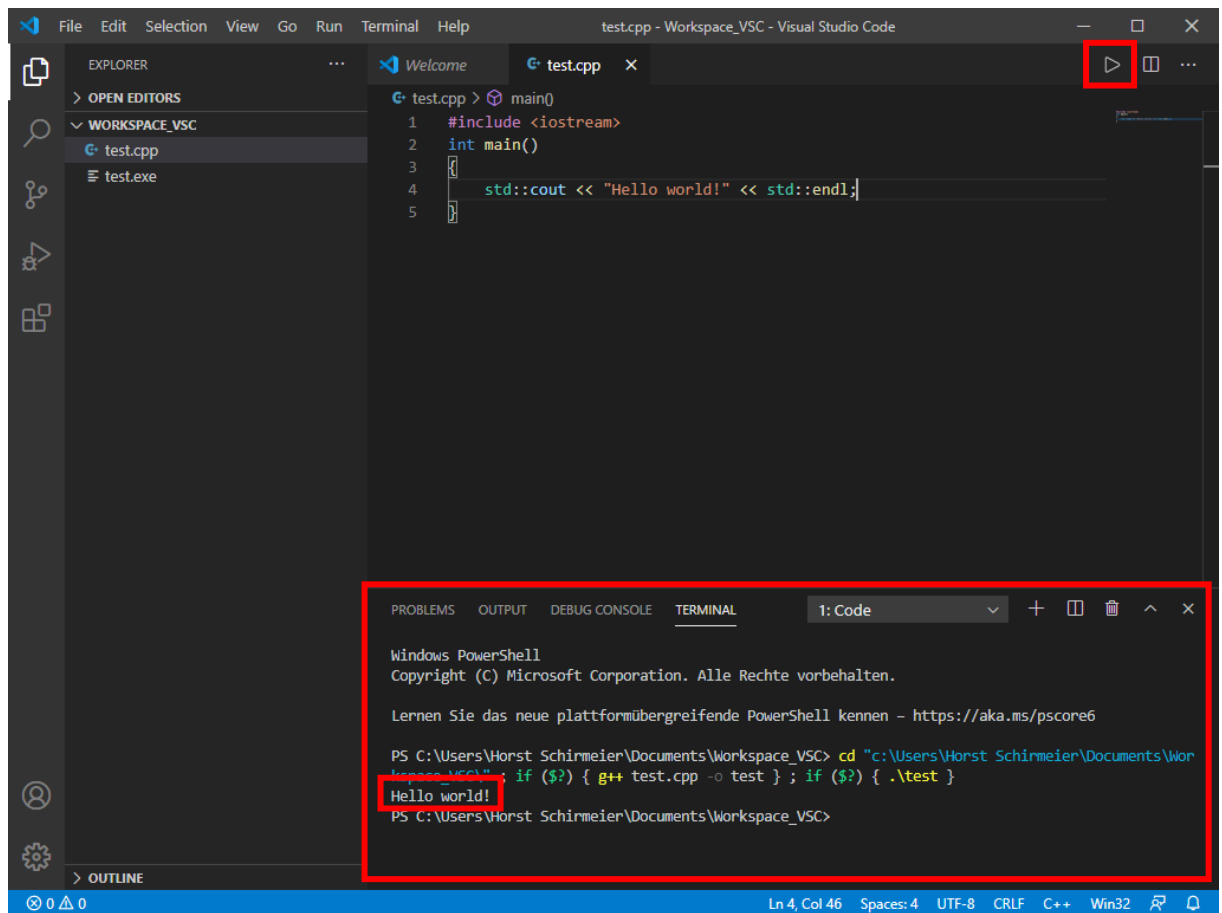 File Edit Selection View Go Run Terminal Help test.cpp - Workspace_VSC - Visual Studio Code
EXPLORER
OPEN EDITORS
WORKSPACE_VSC
test.cpp
test.exe
OUTLINE
Welcome test.cpp
test.cpp > main()
1 #include <iostream>
2 int main()
3 {
4 std::cout << "Hello world!" << std::endl;
5 }
PROBLEMS OUTPUT DEBUG CONSOLE TERMINAL 1: Code
Windows PowerShell
Copyright (C) Microsoft Corporation. Alle Rechte vorbehalten.
Lernen Sie das neue plattformübergreifende PowerShell kennen – https://aka.ms/pscore6
PS C:\Users\Horst Schirmeier\Documents\Workspace_VSC> cd "c:\Users\Horst Schirmeier\Documents\Wor
kspace_VSC\" ; if ($?) { g++ test.cpp -o test } ; if ($?) { .\test }
Hello world!
PS C:\Users\Horst Schirmeier\Documents\Workspace_VSC>
0 0 Ln 4, Col 46 Spaces: 4 UTF-8 CRLF C++ Win32